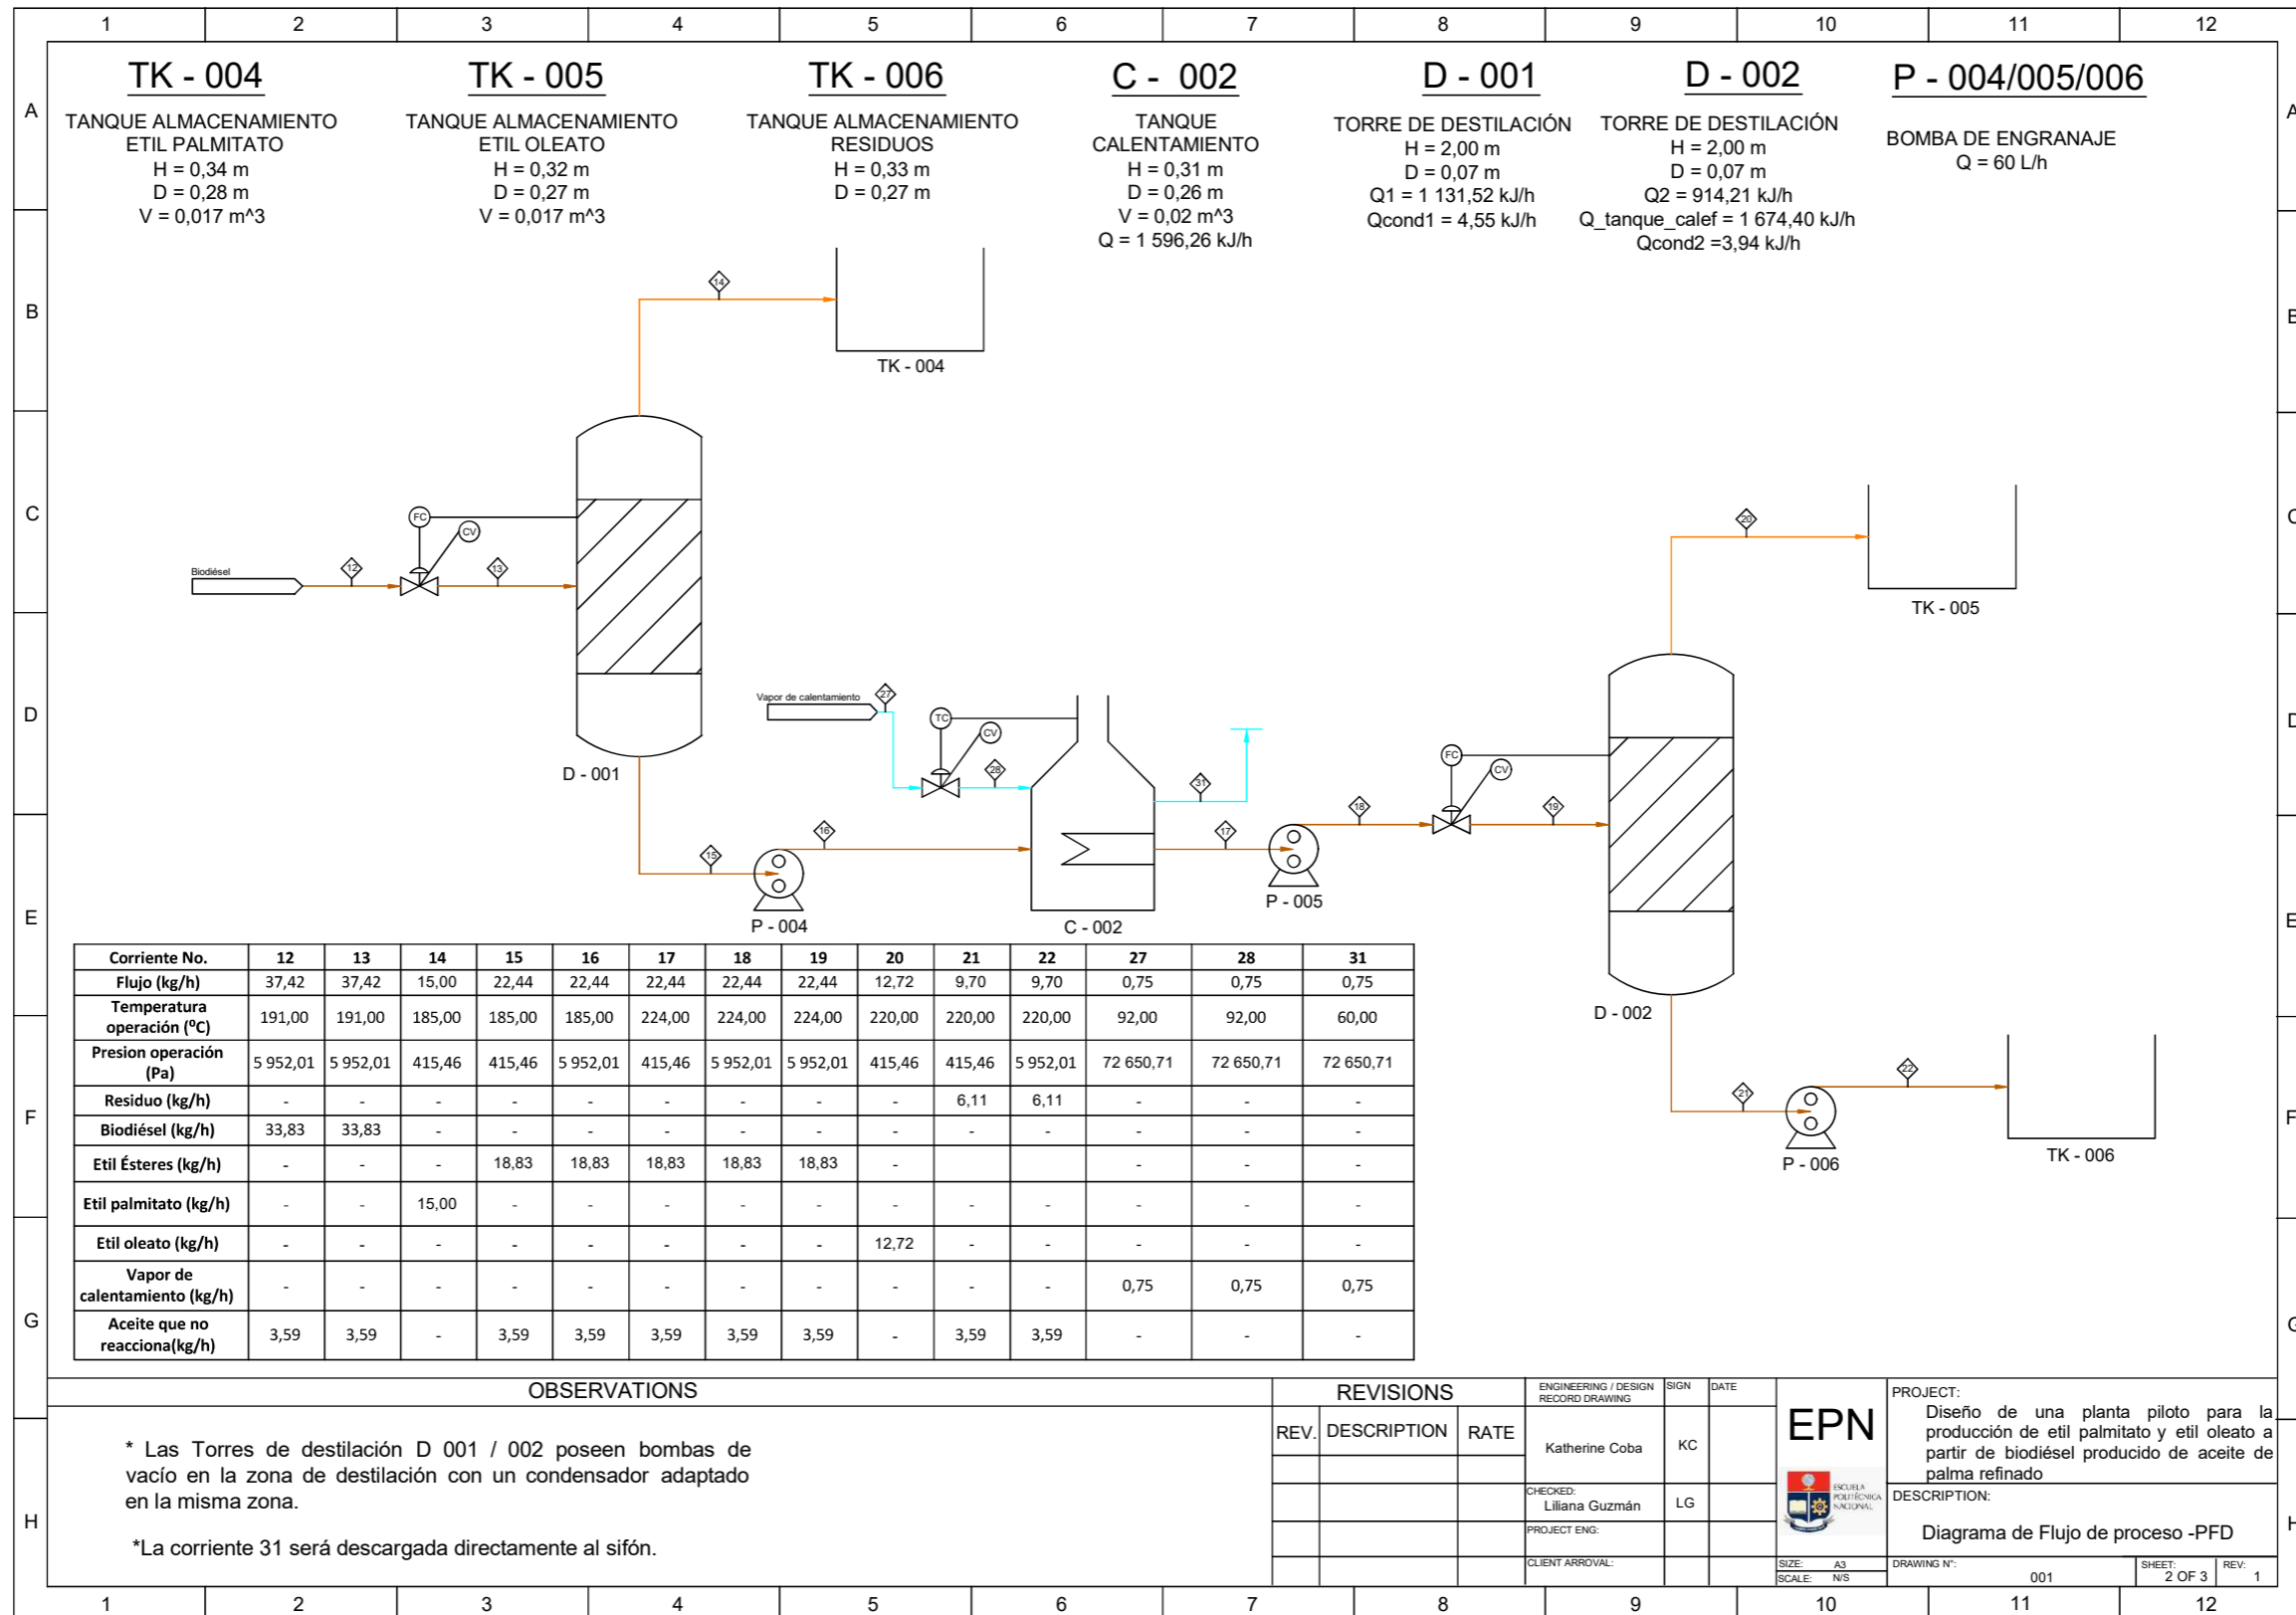 1 2 3 4 5 6 7 8 9 10 11 12
A
B
C
D
E
F
G
H
TK - 004
TANQUE ALMACENAMIENTO
ETIL PALMITATO
H = 0,34 m
D = 0,28 m
V = 0,017 m^3
TK - 005
TANQUE ALMACENAMIENTO
ETIL OLEATO
H = 0,32 m
D = 0,27 m
V = 0,017 m^3
TK - 006
TANQUE ALMACENAMIENTO
RESIDUOS
H = 0,33 m
D = 0,27 m
C - 002
TANQUE
CALENTAMIENTO
H = 0,31 m
D = 0,26 m
V = 0,02 m^3
Q = 1 596,26 kJ/h
D - 001
TORRE DE DESTILACIÓN
H = 2,00 m
D = 0,07 m
Q1 = 1 131,52 kJ/h
Qcond1 = 4,55 kJ/h
D - 002
TORRE DE DESTILACIÓN
H = 2,00 m
D = 0,07 m
Q2 = 914,21 kJ/h
Q_tanque_calef = 1 674,40 kJ/h
Qcond2 =3,94 kJ/h
P - 004/005/006
BOMBA DE ENGRANAJE
Q = 60 L/h
14
TK - 004
FC
CV
Biodiésel
12
13
D - 001
20
TK - 005
Vapor de calentamiento
27
TC
CV
28
31
FC
CV
18
19
15
16
17
P - 004
C - 002
P - 005
D - 002
21
22
P - 006
TK - 006
Corriente No. 12 13 14 15 16 17 18 19 20 21 22 27 28 31
Flujo (kg/h) 37,42 37,42 15,00 22,44 22,44 22,44 22,44 22,44 12,72 9,70 9,70 0,75 0,75 0,75
Temperatura
operación (⁰C) 191,00 191,00 185,00 185,00 185,00 224,00 224,00 224,00 220,00 220,00 220,00 92,00 92,00 60,00
Presion operación
(Pa) 5 952,01 5 952,01 415,46 415,46 5 952,01 415,46 5 952,01 5 952,01 415,46 415,46 5 952,01 72 650,71 72 650,71 72 650,71
Residuo (kg/h) - - - - - - - - - 6,11 6,11 - - -
Biodiésel (kg/h) 33,83 33,83 - - - - - - - - - - - -
Etil Ésteres (kg/h) - - - 18,83 18,83 18,83 18,83 18,83 - - - -
Etil palmitato (kg/h) - - 15,00 - - - - - - - - - - -
Etil oleato (kg/h) - - - - - - - - 12,72 - - - - -
Vapor de
calentamiento (kg/h) - - - - - - - - - - - 0,75 0,75 0,75
Aceite que no
reacciona(kg/h) 3,59 3,59 - 3,59 3,59 3,59 3,59 3,59 - 3,59 3,59 - - -
OBSERVATIONS
* Las Torres de destilación D 001 / 002 poseen bombas de
vacío en la zona de destilación con un condensador adaptado
en la misma zona.
*La corriente 31 será descargada directamente al sifón.
REVISIONS
REV. DESCRIPTION RATE
ENGINEERING / DESIGN
RECORD DRAWING
SIGN DATE
Katherine Coba KC
CHECKED:
Liliana Guzmán LG
PROJECT ENG:
CLIENT ARROVAL:
EPN
ESCUELA
POLITÉCNICA
NACIONAL
SIZE: A3
SCALE: N/S
PROJECT:
Diseño de una planta piloto para la
producción de etil palmitato y etil oleato a
partir de biodiésel producido de aceite de
palma refinado
DESCRIPTION:
Diagrama de Flujo de proceso -PFD
DRAWING N°:
001
SHEET:
2 OF 3
REV:
1
A
B
C
D
E
F
G
H
1 2 3 4 5 6 7 8 9 10 11 12